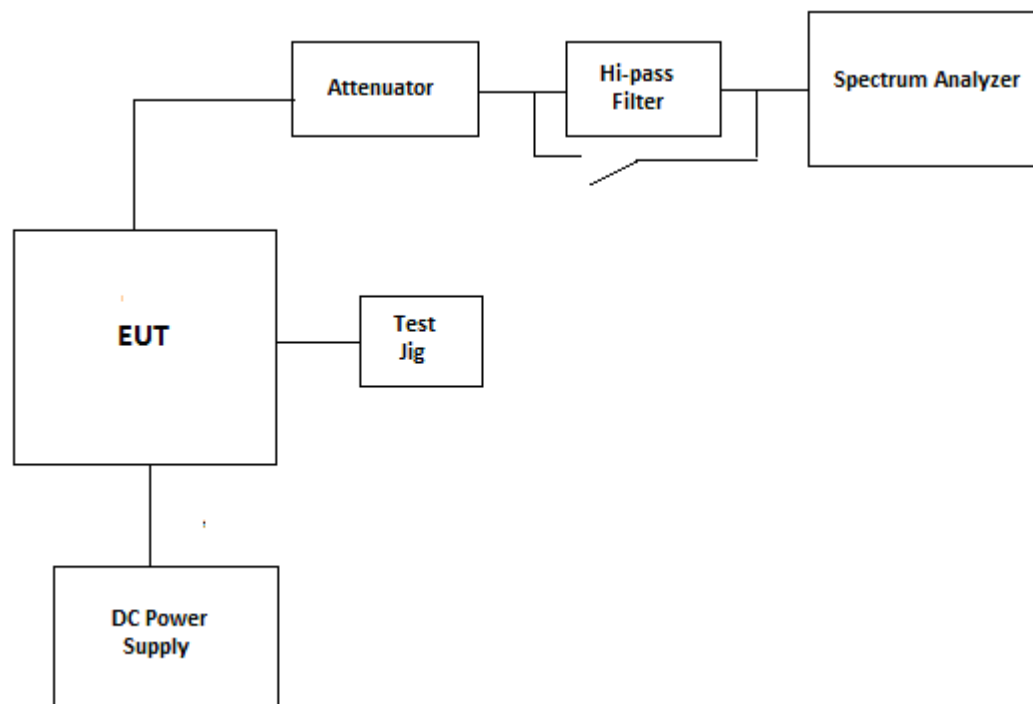 Attenuator
Hi-pass
Filter
Spectrum Analyzer
EUT
Test
Jig
DC Power
Supply